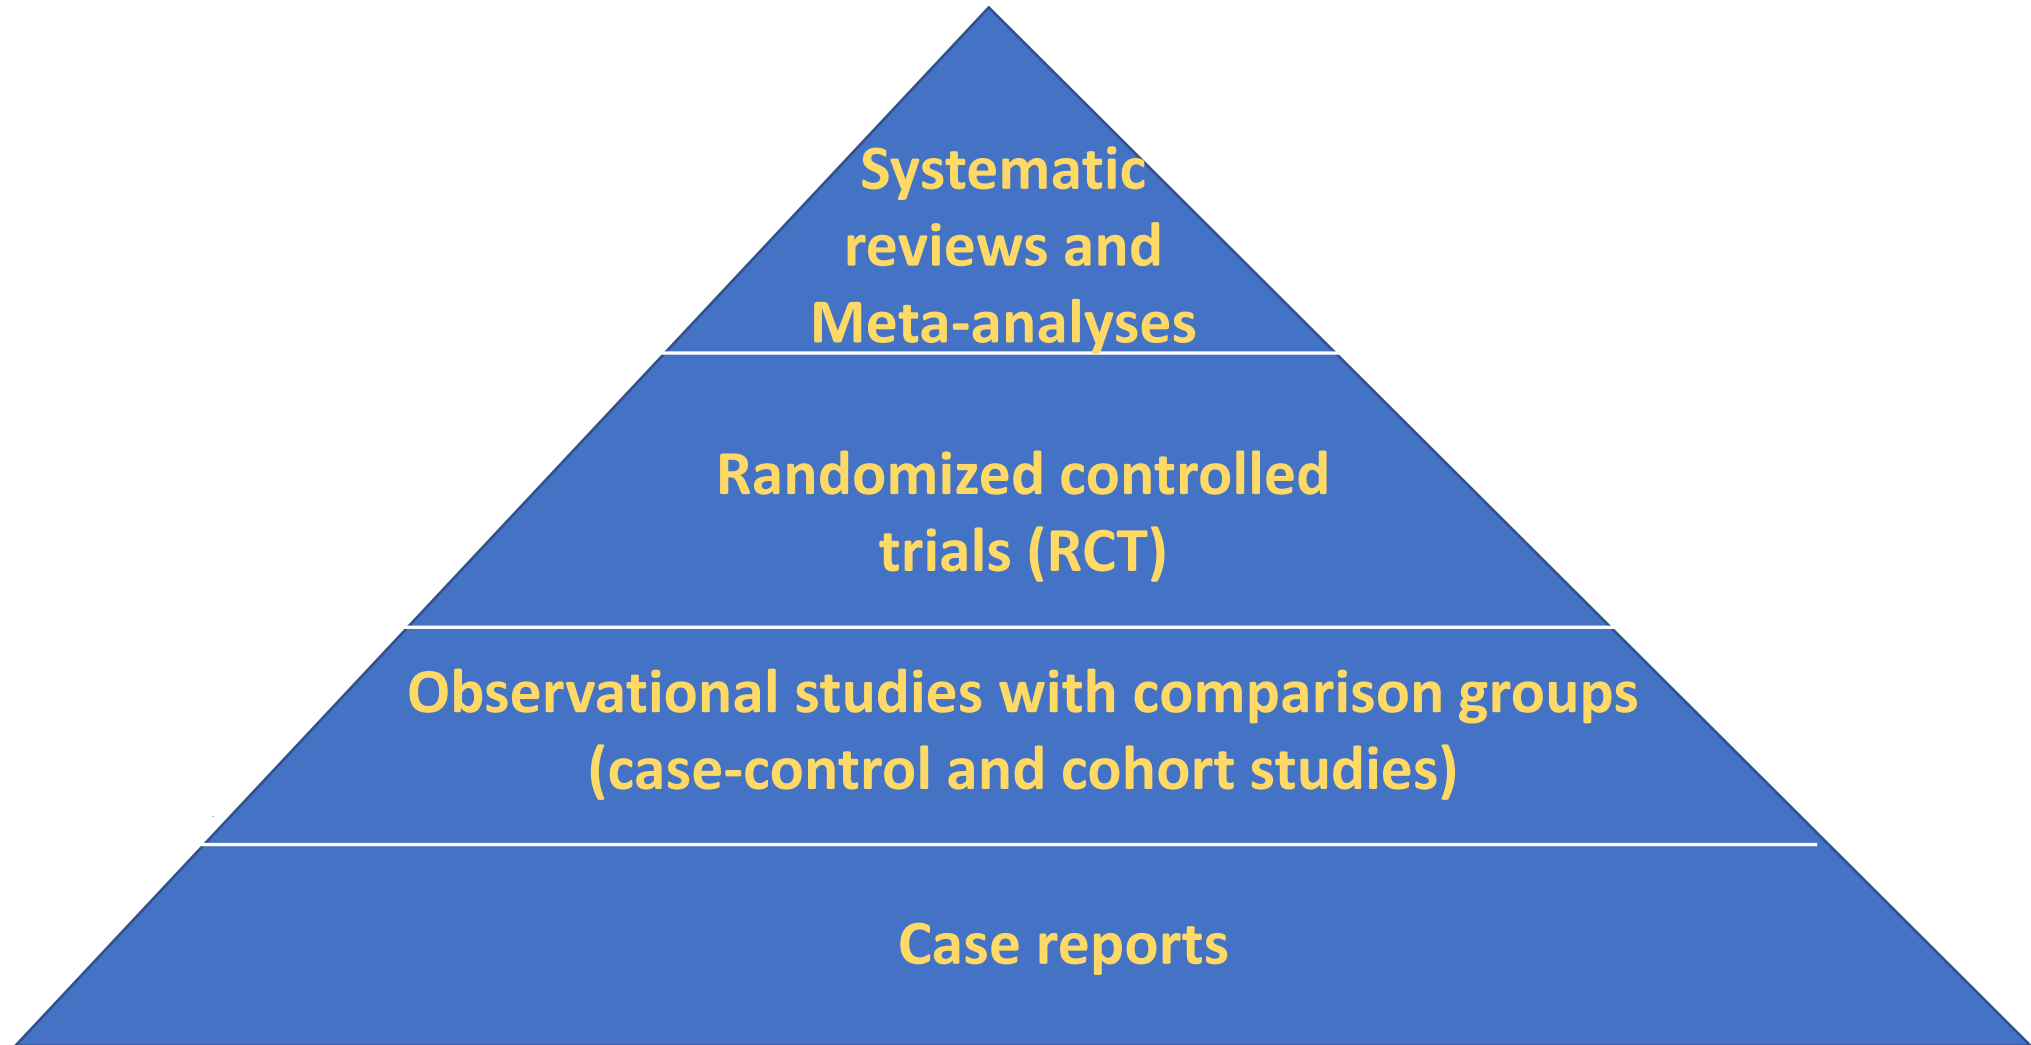 Systematic
reviews and
Meta-analyses
Randomized controlled
trials (RCT)
Observational studies with comparison groups
(case-control and cohort studies)
Case reports